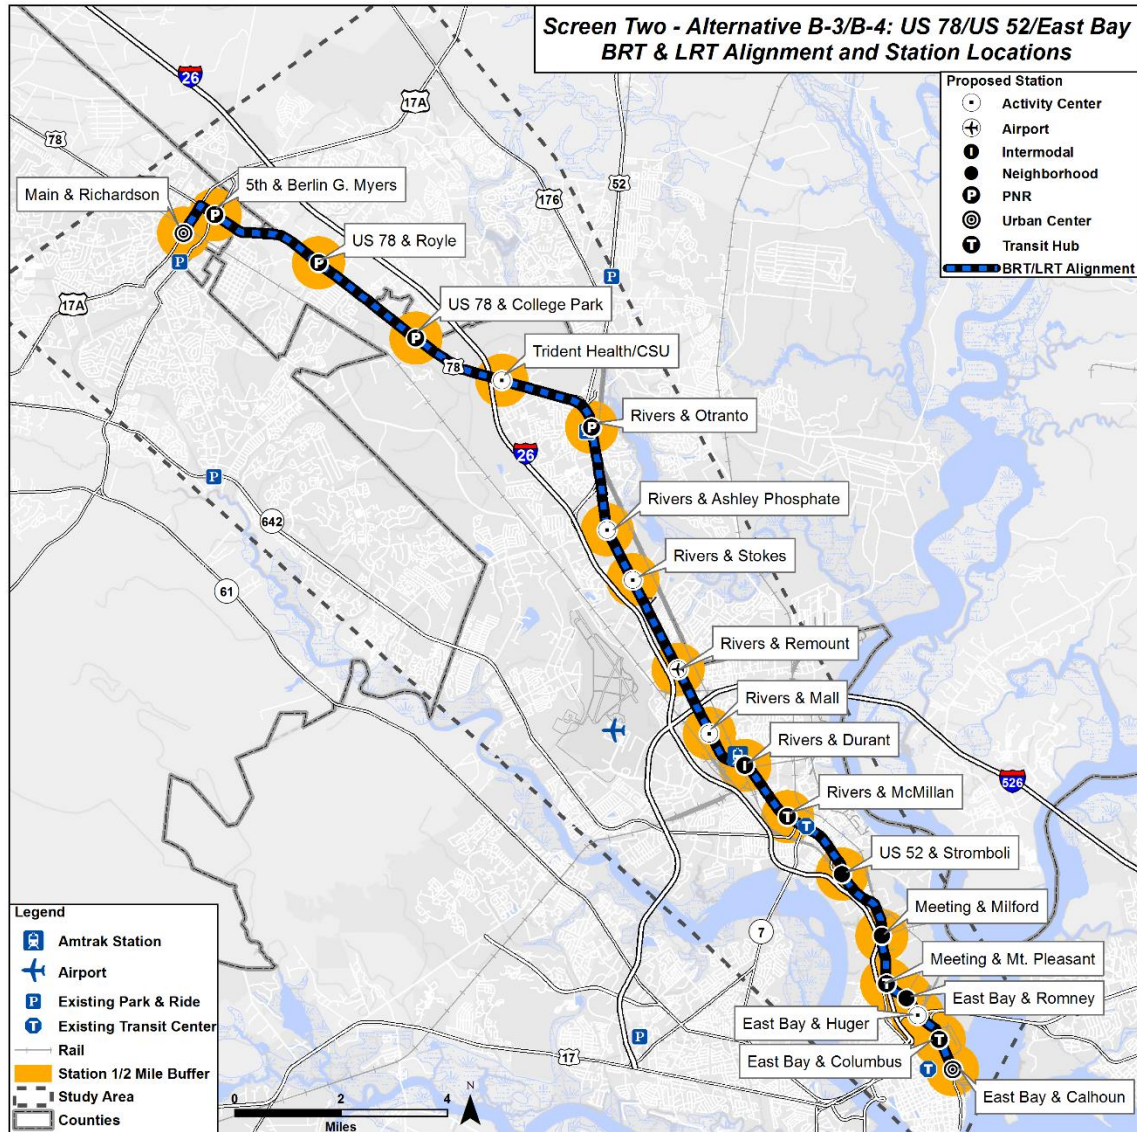 Screen Two - Alternative B-3/B-4: US 78/US 52/East Bay
BRT & LRT Alignment and Station Locations
Proposed Station
Activity Center
Airport
I Intermodal
Neighborhood
P PNR
Urban Center
T Transit Hub
BRT/LRT Alignment
26
17A
78
52
176
Main & Richardson
5th & Berlin G. Myers
P
US 78 & Royle
P
P
P
17A
US 78 & College Park
P
Trident Health/CSU
78
Rivers & Otranto
P
26
P
Rivers & Ashley Phosphate
642
Rivers & Stokes
61
Rivers & Remount
Rivers & Mall
Rivers & Durant
I
526
Rivers & McMillan
T
T
US 52 & Stromboli
Meeting & Milford
7
Meeting & Mt. Pleasant
T
East Bay & Romney
East Bay & Huger
P
T
East Bay & Columbus
17
T
East Bay & Calhoun
Legend
Amtrak Station
Airport
P Existing Park & Ride
T Existing Transit Center
Rail
Station 1/2 Mile Buffer
Study Area
Counties
0 2 4
Miles
N